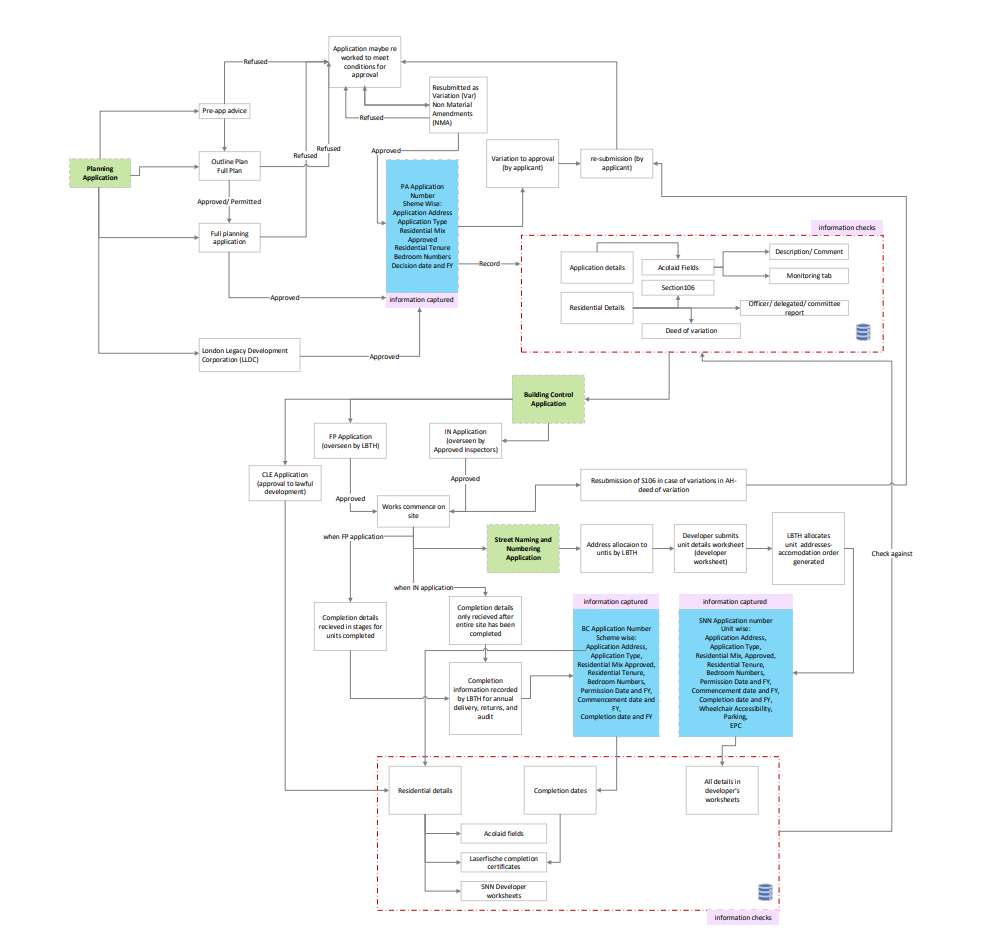 Application maybe re
worked to meet
conditions for
approval
Refused
Resubmitted as
Variation (Var)
Non Material
Amendments
(NMA)
Refused
Pre-app advice
Refused
Refused
Approved
Planning
Application
Outline Plan
Full Plan
Variation to approval
(by applicant)
re-submission (by
applicant)
Approved/ Permitted
Full planning
application
PA Application
Number
Sheme Wise:
Application Address
Application Type
Residential Mix
Approved
Residential Tenure
Bedroom Numbers
Decision date and FY
information captured
Record
information checks
Application details
Acolaid Fields
Description/ Comment
Monitoring tab
Section106
Residential Details
Officer/ delegated/ committee
report
Deed of variation
Approved
London Legacy Development
Corporation (LLDC)
Approved
Building Control
Application
FP Application
(overseen by LBTH)
IN Application
(overseen by
Approved Inspectors)
CLE Application
(approval to lawful
development)
Approved
Approved
Works commence on
site
Resubmission of S106 in case of variations in AH-
deed of variation
when FP application
Street Naming and
Numbering
Application
Address allocaion to
untis by LBTH
Developer submits
unit details worksheet
(developer
worksheet)
LBTH allocates
unit addresses-
accomodation order
generated
Check against
when IN application
Completion details
recieved in stages for
units completed
Completion details
only recieved after
entire site has been
completed
Completion
information recorded
by LBTH for annual
delivery, returns, and
audit
information captured
BC Application Number
Scheme wise:
Application Address,
Application Type,
Residential Mix Approved,
Residential Tenure,
Bedroom Numbers,
Permission Date and FY,
Commencement date and
FY,
Completion date and FY
information captured
SNN Application number
Unit wise:
Application Address,
Application Type,
Residential Mix, Approved,
Residential Tenure,
Bedroom Numbers,
Permission Date and FY,
Commencement date and FY,
Completion date and FY,
Wheelchair Accessibility,
Parking,
EPC
Residential details
Completion dates
All details in
developer's
worksheets
Acolaid fields
Laserfische completion
certificates
SNN Developer
worksheets
information checks